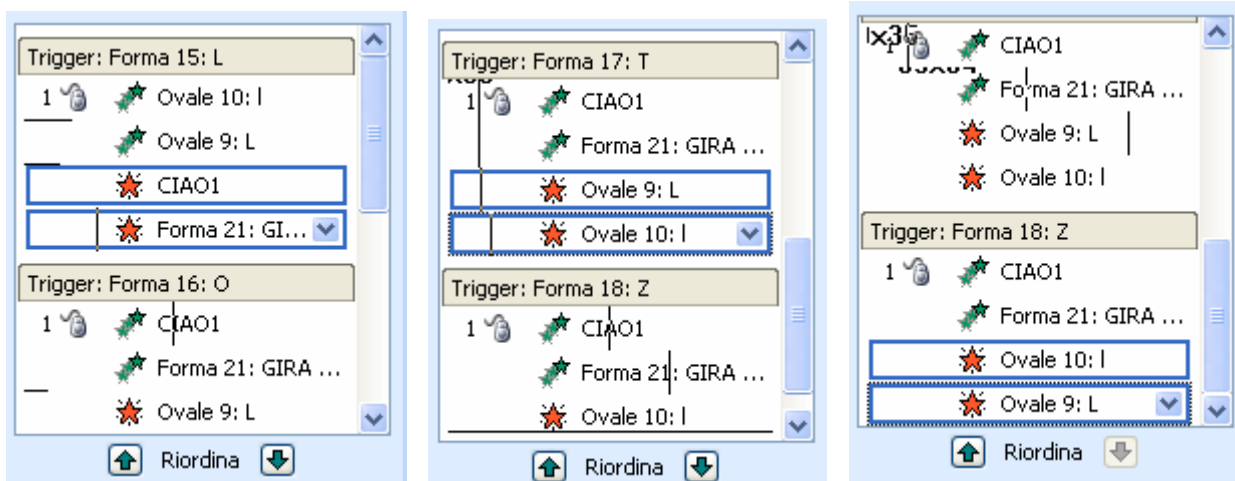 Trigger: Forma 15: L
1 Ovale 10: l
Ovale 9: L
CIAO1
Forma 21: GI...
Trigger: Forma 16: O
1 CIAO1
Forma 21: GIRA ...
Ovale 9: L
Riordina
Trigger: Forma 17: T
1 CIAO1
Forma 21: GIRA ...
Ovale 9: L
Ovale 10: l
Trigger: Forma 18: Z
1 CIAO1
Forma 21: GIRA ...
Ovale 10: l
Riordina
1 CIAO1
Forma 21: GIRA ...
Ovale 9: L
Ovale 10: l
Trigger: Forma 18: Z
1 CIAO1
Forma 21: GIRA ...
Ovale 10: l
Ovale 9: L
Riordina